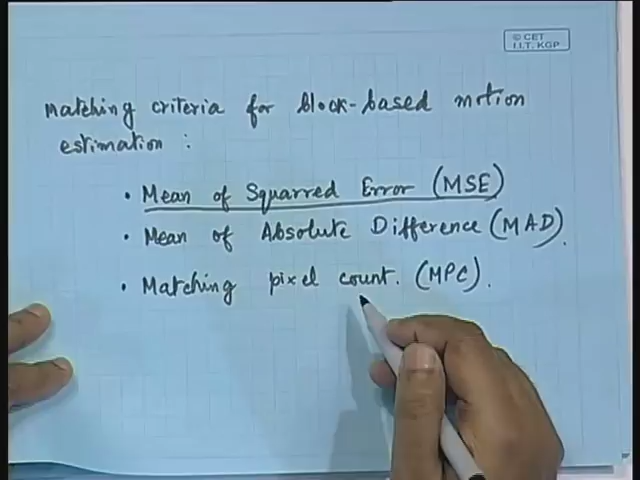 © CET
I.I.T. KGP
Matching criteria for block-based motion
estimation :
• Mean of Squarred Error (MSE)
• Mean of Absolute Difference (MAD).
• Matching pixel count. (MPC).